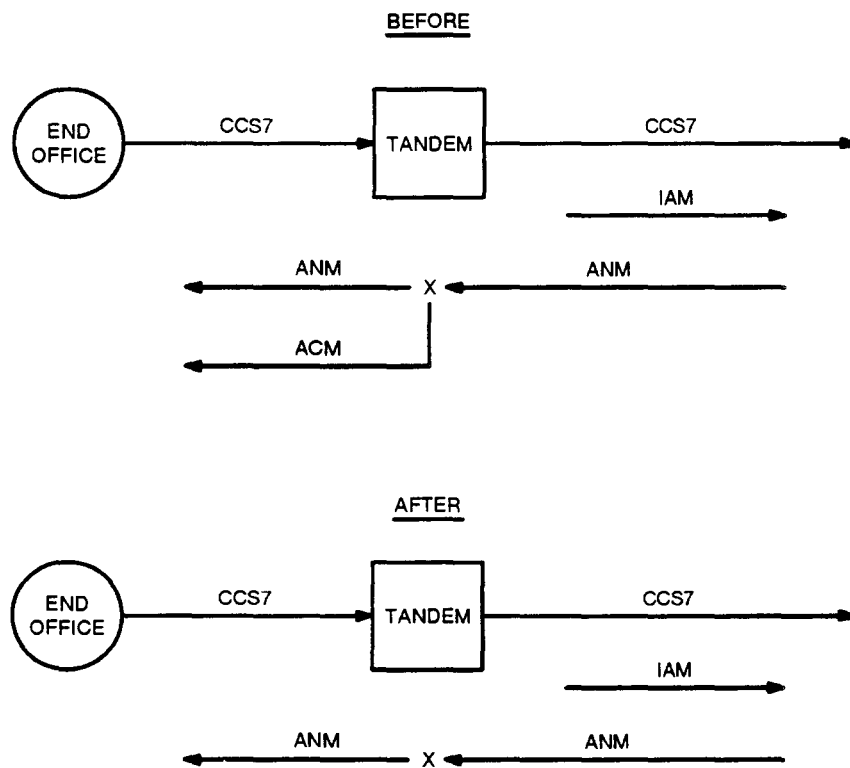 BEFORE
END
OFFICE
CCS7
TANDEM
CCS7
IAM
ANM
X
ANM
ACM
AFTER
END
OFFICE
CCS7
TANDEM
CCS7
IAM
ANM
X
ANM